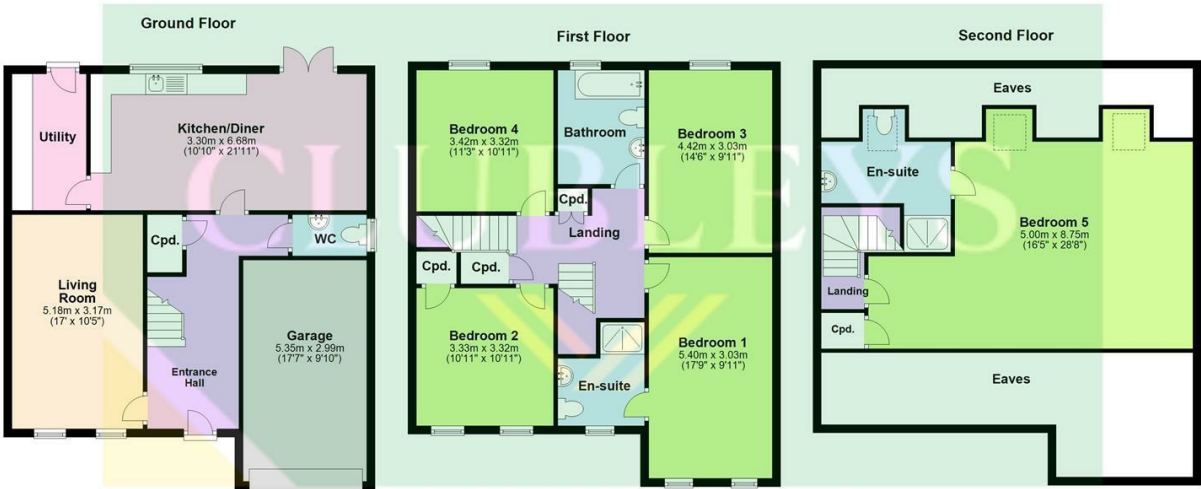 Ground Floor
Utility
Kitchen/Diner
3.30m x 6.68m
(10'10" x 21'11")
Cpd.
WC
Living
Room
5.18m x 3.17m
(17' x 10'5")
Entrance
Hall
Garage
5.35m x 2.99m
(17'7" x 9'10")
First Floor
Bedroom 4
3.42m x 3.32m
(11'3" x 10'11")
Bathroom
Bedroom 3
4.42m x 3.03m
(14'6" x 9'11")
Cpd.
Landing
Cpd.
Cpd.
Bedroom 2
3.33m x 3.32m
(10'11" x 10'11")
En-suite
Bedroom 1
5.40m x 3.03m
(17'9" x 9'11")
Second Floor
Eaves
En-suite
Bedroom 5
5.00m x 8.75m
(16'5" x 28'8")
Landing
Cpd.
Eaves
CLUBLEYS